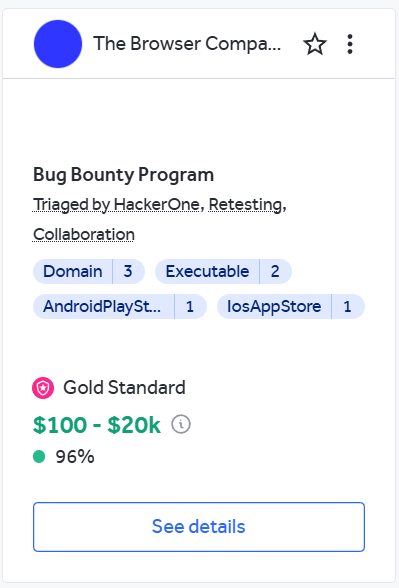 The Browser Compa...
Bug Bounty Program
Triaged by HackerOne, Retesting,
Collaboration
Domain 3 Executable 2
AndroidPlaySt... 1 IosAppStore 1
Gold Standard
$100 - $20k
96%
See details